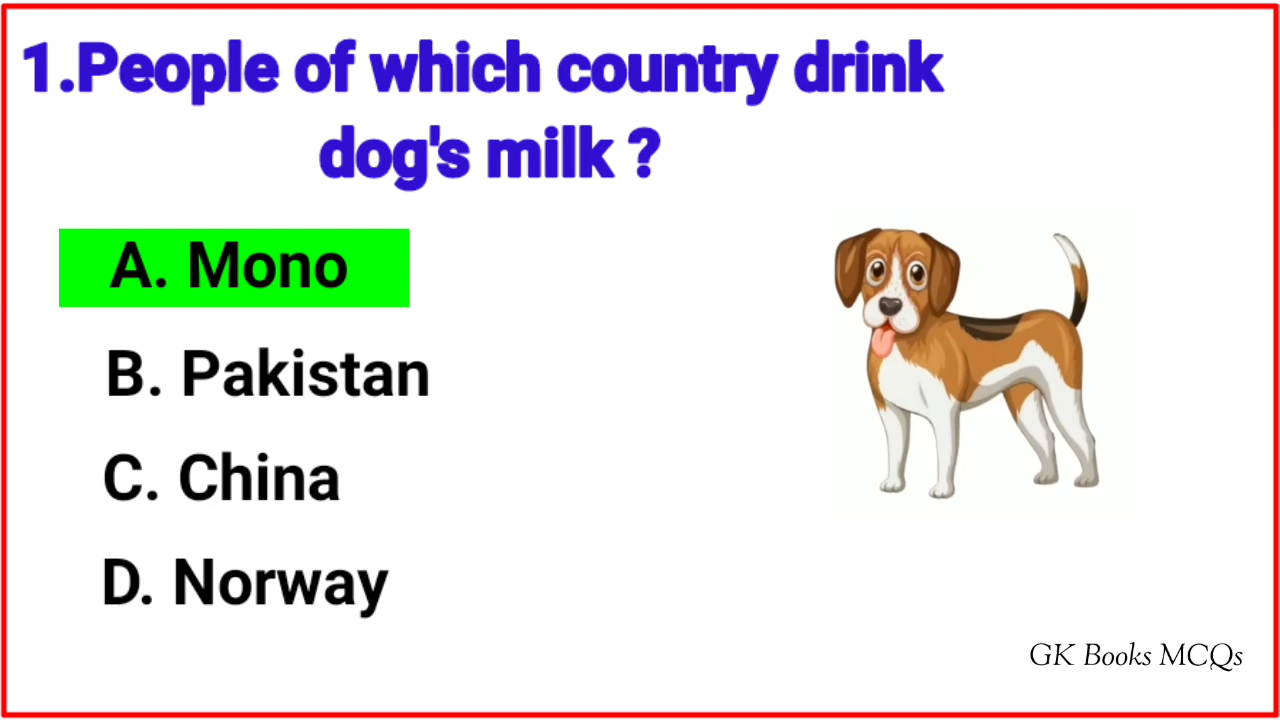 1.People of which country drink
dog's milk ?
A. Mono
B. Pakistan
C. China
D. Norway
GK Books MCQs